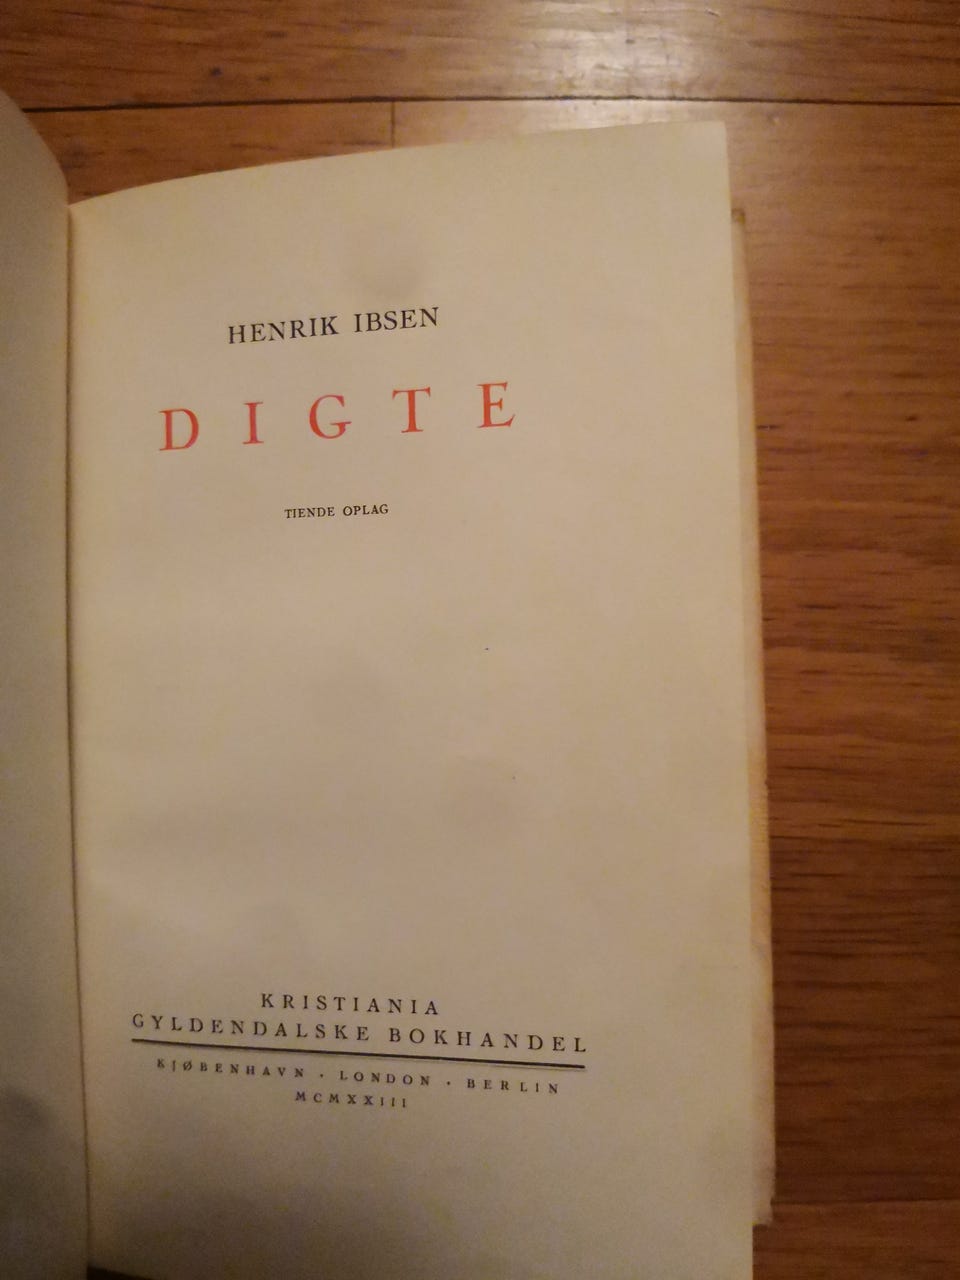 HENRIK IBSEN
DIGTE
TIENDE OPLAG
KRISTIANIA
GYLDENDALSKE BOKHANDEL
KJØBENHAVN · LONDON · BERLIN
MCMXXIII